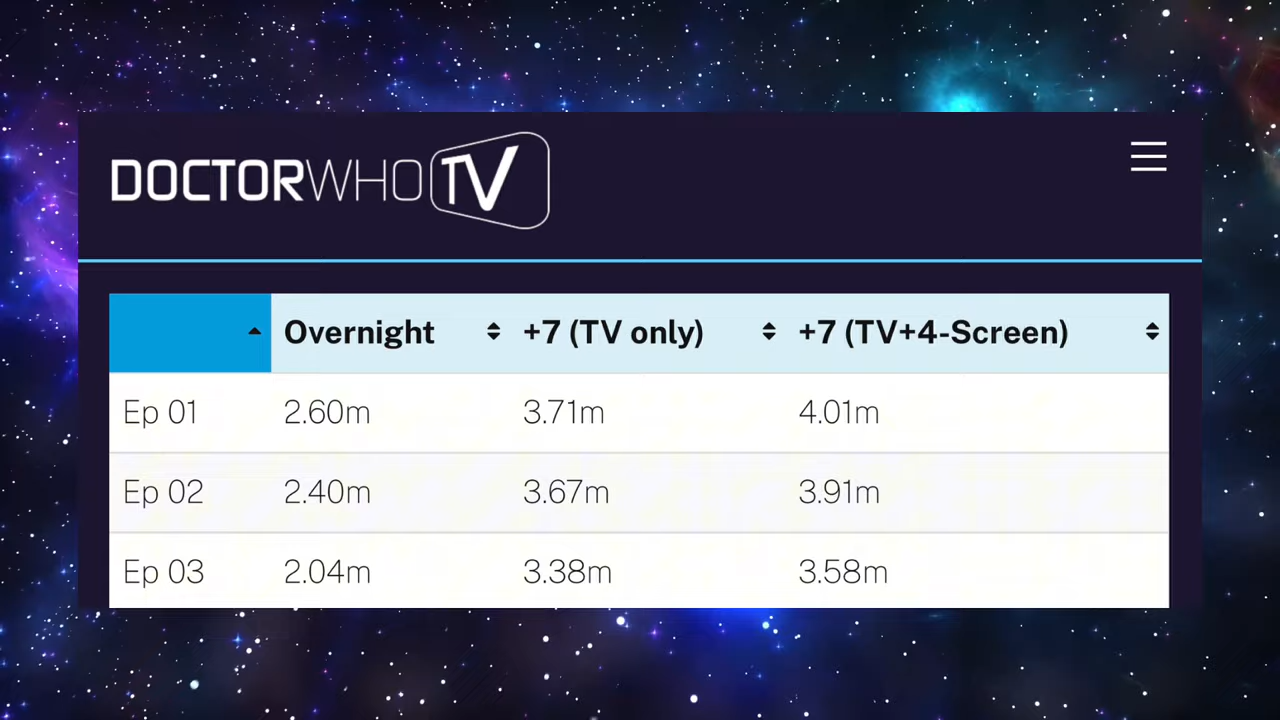 DOCTORWHOTV
Overnight +7 (TV only) +7 (TV+4-Screen)
Ep 01 2.60m 3.71m 4.01m
Ep 02 2.40m 3.67m 3.91m
Ep 03 2.04m 3.38m 3.58m